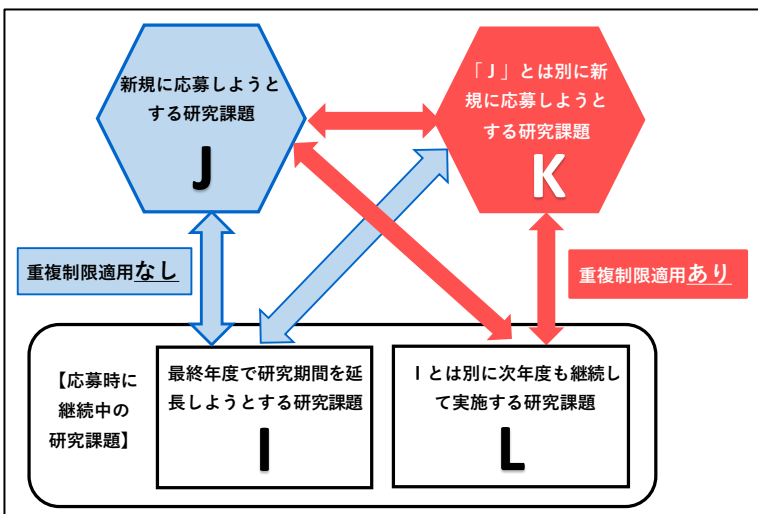 新規に応募しようと
する研究課題
J
「J」とは別に新
規に応募しようと
する研究課題
K
重複制限適用なし
重複制限適用あり
【応募時に
継続中の
研究課題】
最終年度で研究期間を延
長しようとする研究課題
I
Iとは別に次年度も継続し
て実施する研究課題
L